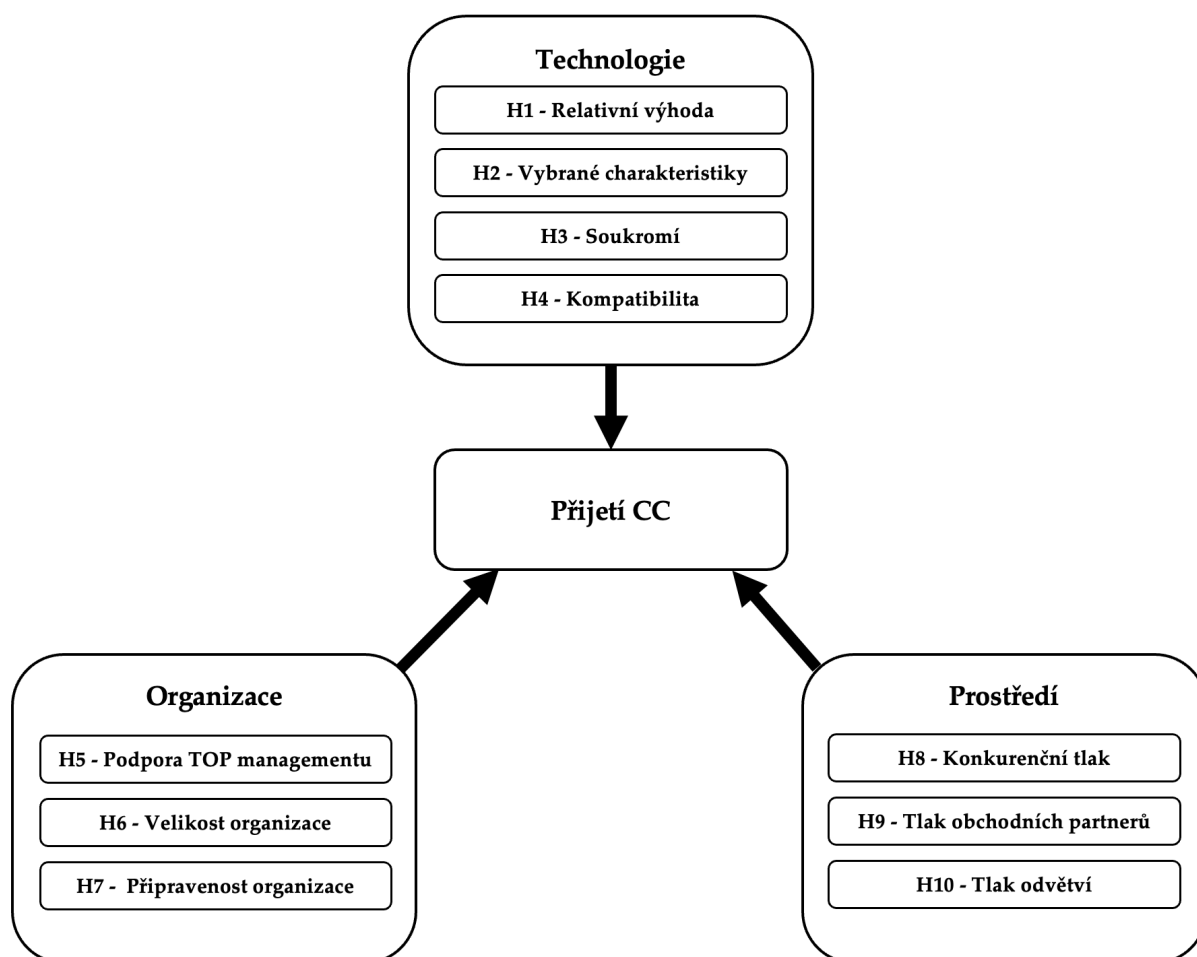 Technologie
H1 - Relativní výhoda
H2 - Vybrané charakteristiky
H3 - Soukromí
H4 - Kompatibilita
Přijetí CC
Organizace
H5 - Podpora TOP managementu
H6 - Velikost organizace
H7 - Připravenost organizace
Prostředí
H8 - Konkurenční tlak
H9 - Tlak obchodních partnerů
H10 - Tlak odvětví